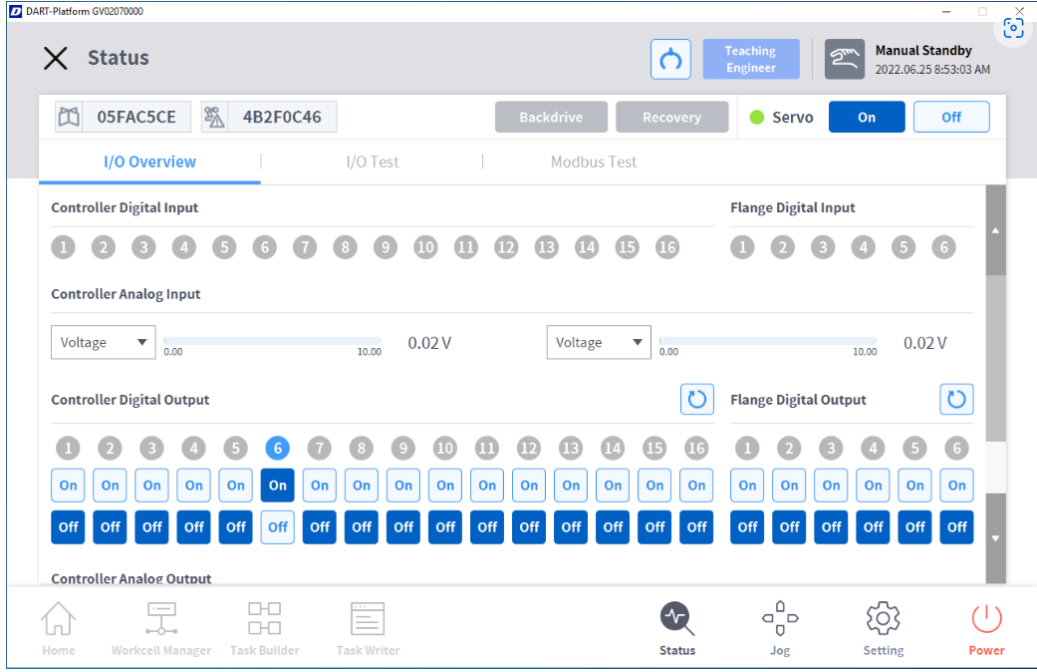 DART-Platform GV02070000
Status
Teaching Engineer
Manual Standby
2022.06.25 8:53:03 AM
05FAC5CE 4B2F0C46 Backdrive Recovery Servo On Off
I/O Overview I/O Test Modbus Test
Controller Digital Input Flange Digital Input
1 2 3 4 5 6 7 8 9 10 11 12 13 14 15 16 1 2 3 4 5 6
Controller Analog Input
Voltage 0.00 10.00 0.02 V Voltage 0.00 10.00 0.02 V
Controller Digital Output Flange Digital Output
1 2 3 4 5 6 7 8 9 10 11 12 13 14 15 16 1 2 3 4 5 6
On On On On On On On On On On On On On On On On On On On On On On
Off Off Off Off Off Off Off Off Off Off Off Off Off Off Off Off Off Off Off Off Off Off
Controller Analog Output
Home Workcell Manager Task Builder Task Writer Status Jog Setting Power